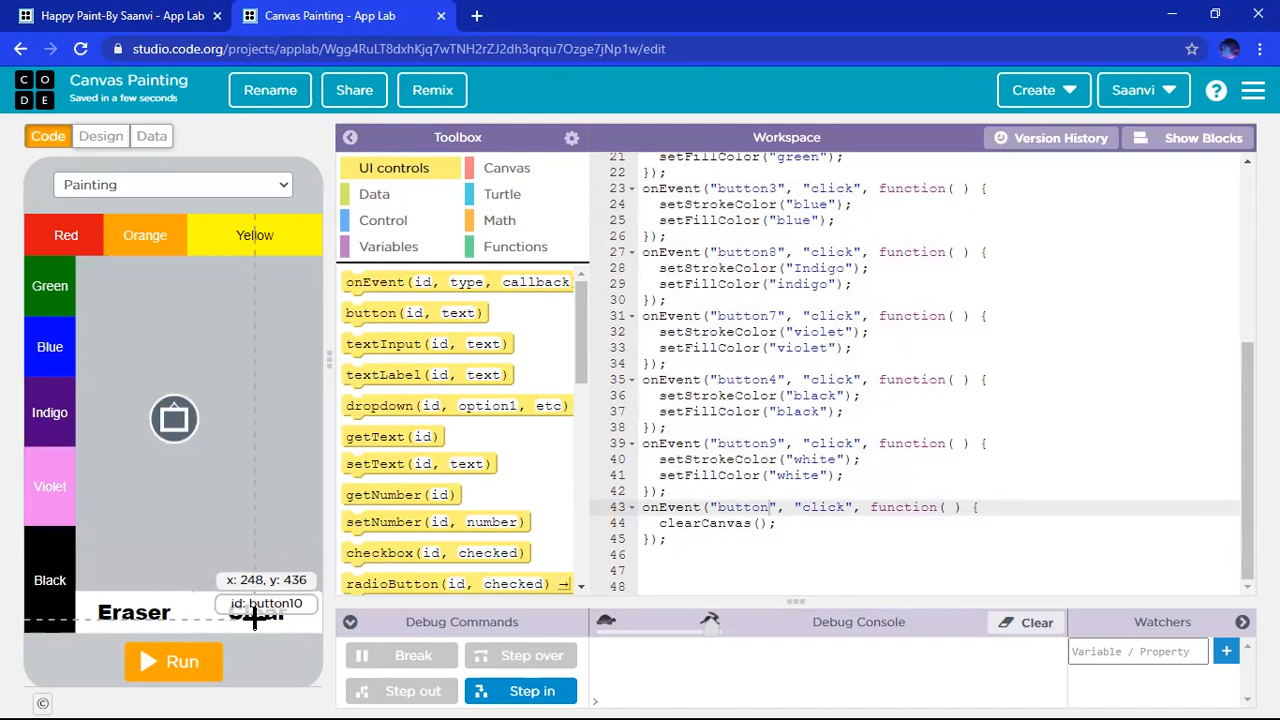 Happy Paint-By Saanvi - App Lab
Canvas Painting - App Lab
studio.code.org/projects/applab/Wgg4RuLT8dxhKjq7wTNH2rZJ2dh3qrqu7Ozge7jNp1w/edit
CO
DE
Canvas Painting
Saved in a few seconds
Rename
Share
Remix
Create
Saanvi
?
Code
Design
Data
Painting
Red
Orange
Yellow
Green
Blue
Indigo
Violet
Black
x: 248, y: 436
id: button10
Eraser
Clear
Run
©
Toolbox
UI controls
Canvas
Data
Turtle
Control
Math
Variables
Functions
onEvent(id, type, callback
button(id, text)
textInput(id, text)
textLabel(id, text)
dropdown(id, option1, etc)
getText(id)
setText(id, text)
getNumber(id)
setNumber(id, number)
checkbox(id, checked)
radioButton(id, checked)
Workspace
Version History
Show Blocks
21 setFillColor("green");
22 });
23 onEvent("button3", "click", function( ) {
24 setStrokeColor("blue");
25 setFillColor("blue");
26 });
27 onEvent("button8", "click", function( ) {
28 setStrokeColor("Indigo");
29 setFillColor("indigo");
30 });
31 onEvent("button7", "click", function( ) {
32 setStrokeColor("violet");
33 setFillColor("violet");
34 });
35 onEvent("button4", "click", function( ) {
36 setStrokeColor("black");
37 setFillColor("black");
38 });
39 onEvent("button9", "click", function( ) {
40 setStrokeColor("white");
41 setFillColor("white");
42 });
43 onEvent("button", "click", function( ) {
44 clearCanvas();
45 });
46
47
48
Debug Commands
Break
Step over
Step out
Step in
Debug Console
Clear
>
Watchers
Variable / Property
+